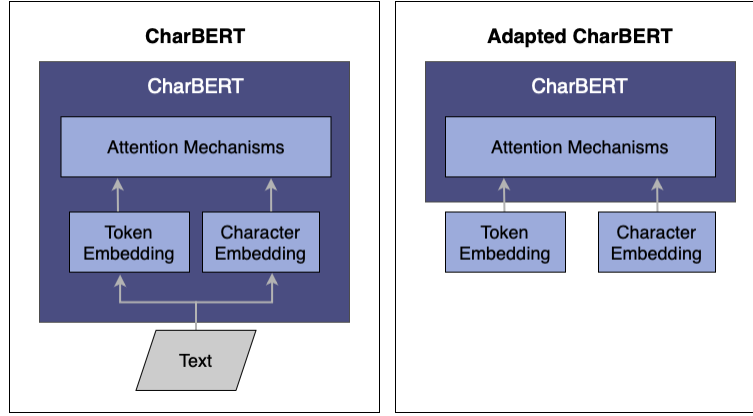 CharBERT
CharBERT
Attention Mechanisms
Token
Embedding
Character
Embedding
Text
Adapted CharBERT
CharBERT
Attention Mechanisms
Token
Embedding
Character
Embedding